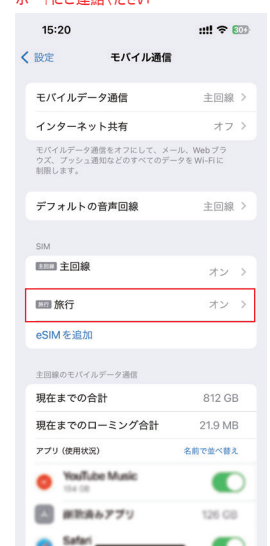 15:20
30
設定
モバイル通信
モバイルデータ通信 主回線
インターネット共有 オフ
モバイルデータ通信をオフにして、メール、Webブラ
ウズ、プッシュ通知などのすべてのデータをWi-Fiに
制限します。
デフォルトの音声回線 主回線
SIM
主回線 主回線 オン
旅行 旅行 オン
eSIMを追加
主回線のモバイルデータ通信
現在までの合計 812 GB
現在までのローミング合計 21.9 MB
アプリ (使用状況) 名前で並べ替え
YouTube Music
126 GB
Safari